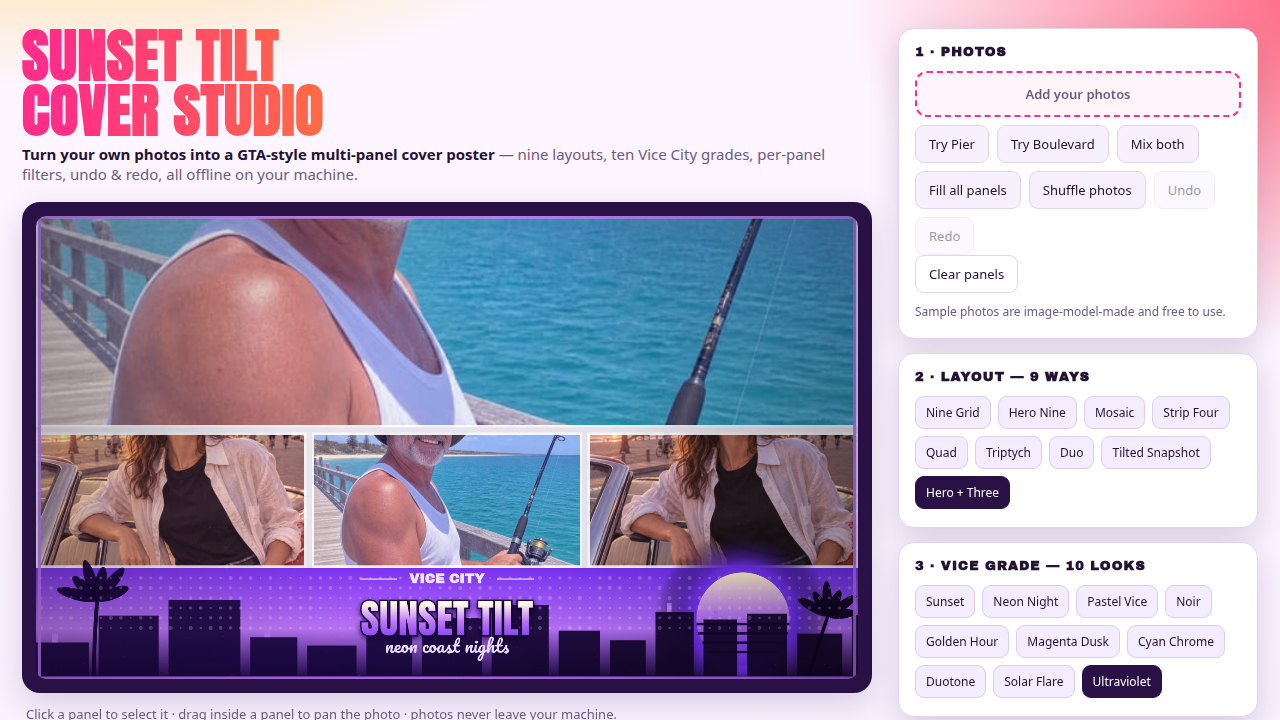 SUNSET TILT
COVER STUDIO
Turn your own photos into a GTA-style multi-panel cover poster — nine layouts, ten Vice City grades, per-panel
filters, undo & redo, all offline on your machine.
VICE CITY
SUNSET TILT
neon coast nights
Click a panel to select it · drag inside a panel to pan the photo · photos never leave your machine.
1 · PHOTOS
Add your photos
Try Pier
Try Boulevard
Mix both
Fill all panels
Shuffle photos
Undo
Redo
Clear panels
Sample photos are image-model-made and free to use.
2 · LAYOUT — 9 WAYS
Nine Grid
Hero Nine
Mosaic
Strip Four
Quad
Triptych
Duo
Tilted Snapshot
Hero + Three
3 · VICE GRADE — 10 LOOKS
Sunset
Neon Night
Pastel Vice
Noir
Golden Hour
Magenta Dusk
Cyan Chrome
Duotone
Solar Flare
Ultraviolet